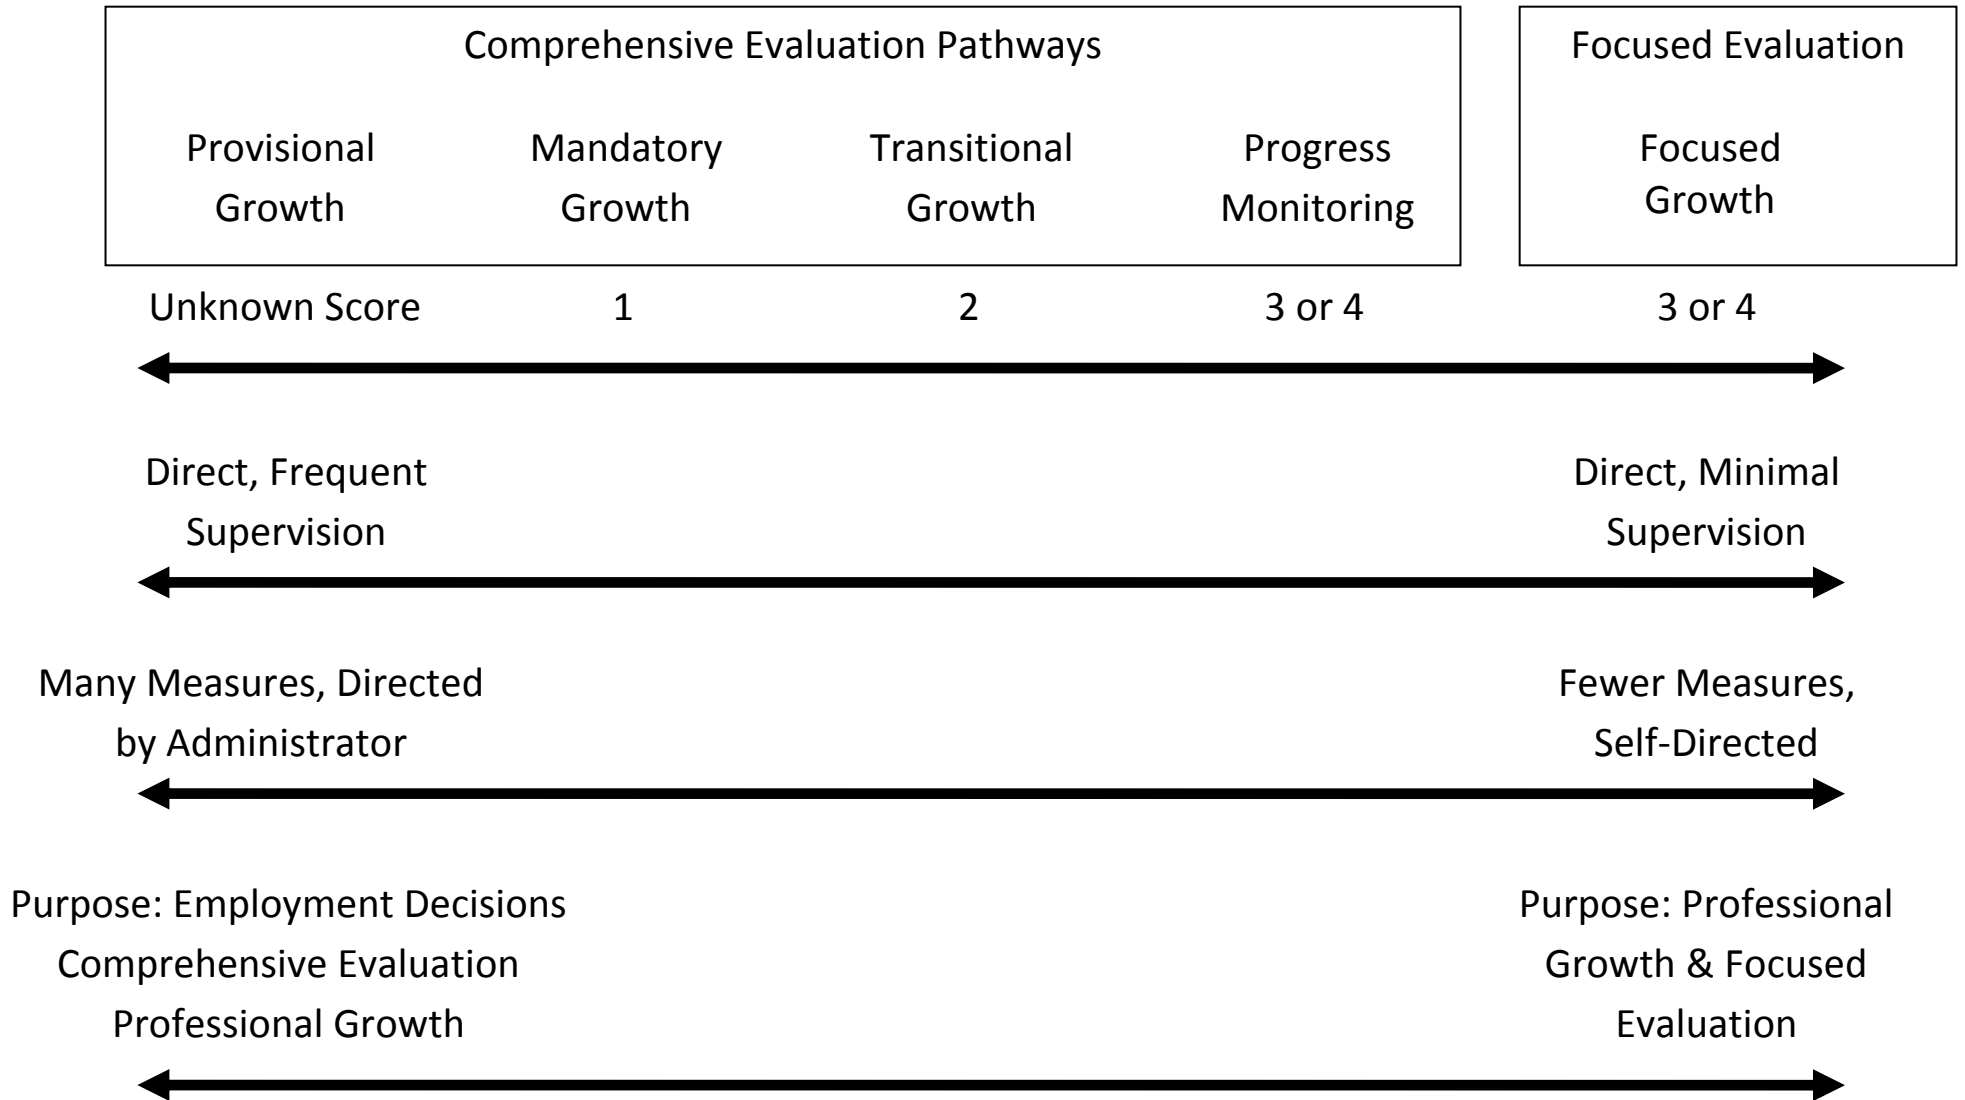 Comprehensive Evaluation Pathways
Focused Evaluation
Provisional
Growth
Mandatory
Growth
Transitional
Growth
Progress
Monitoring
Focused
Growth
Unknown Score
1
2
3 or 4
3 or 4
Direct, Frequent
Supervision
Direct, Minimal
Supervision
Many Measures, Directed
by Administrator
Fewer Measures,
Self-Directed
Purpose: Employment Decisions
Comprehensive Evaluation
Professional Growth
Purpose: Professional
Growth & Focused
Evaluation